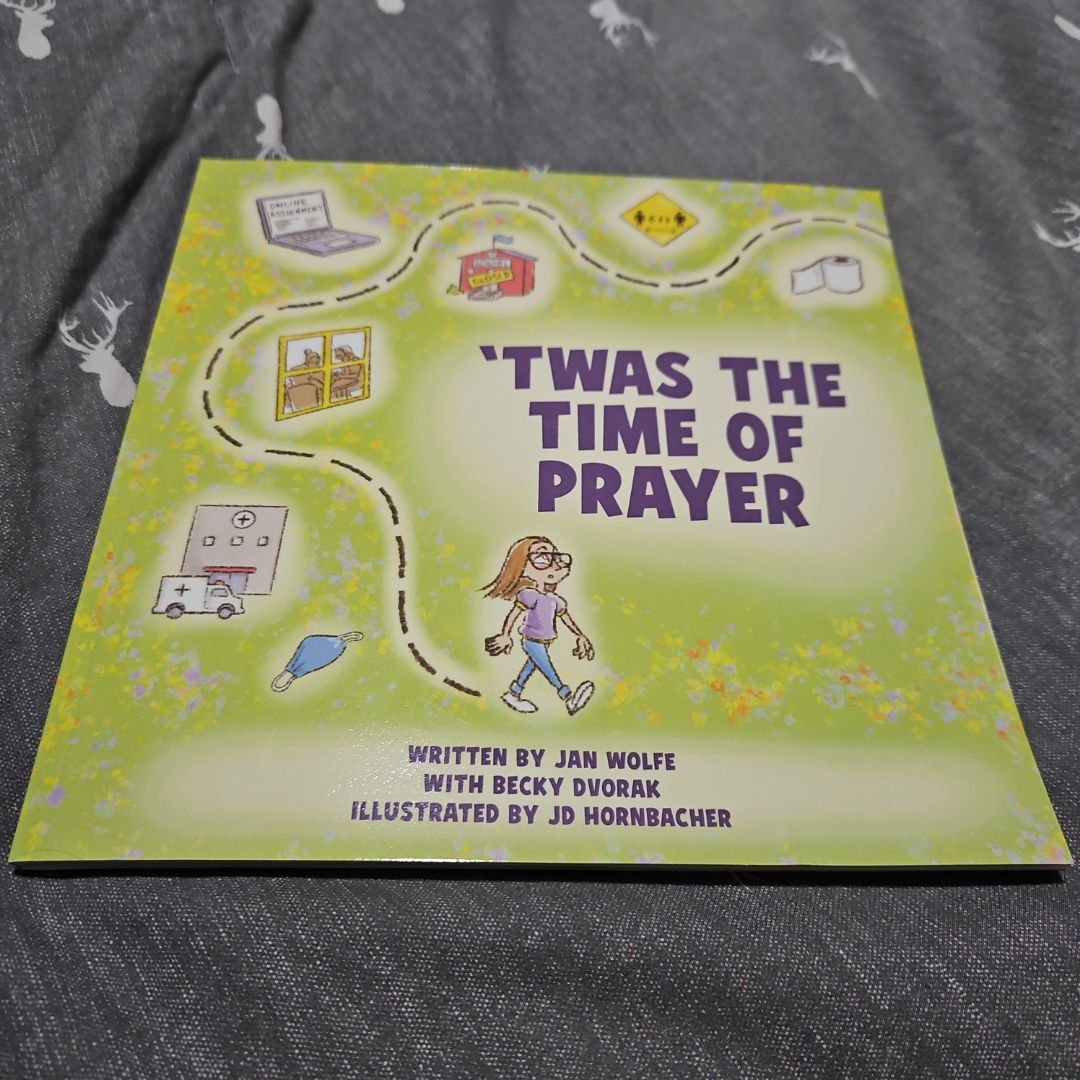 ONLINE
ASSIGNMENT
SCHOOL
CLOSED
'TWAS THE
TIME OF
PRAYER
WRITTEN BY JAN WOLFE
WITH BECKY DVORAK
ILLUSTRATED BY JD HORNBACHER